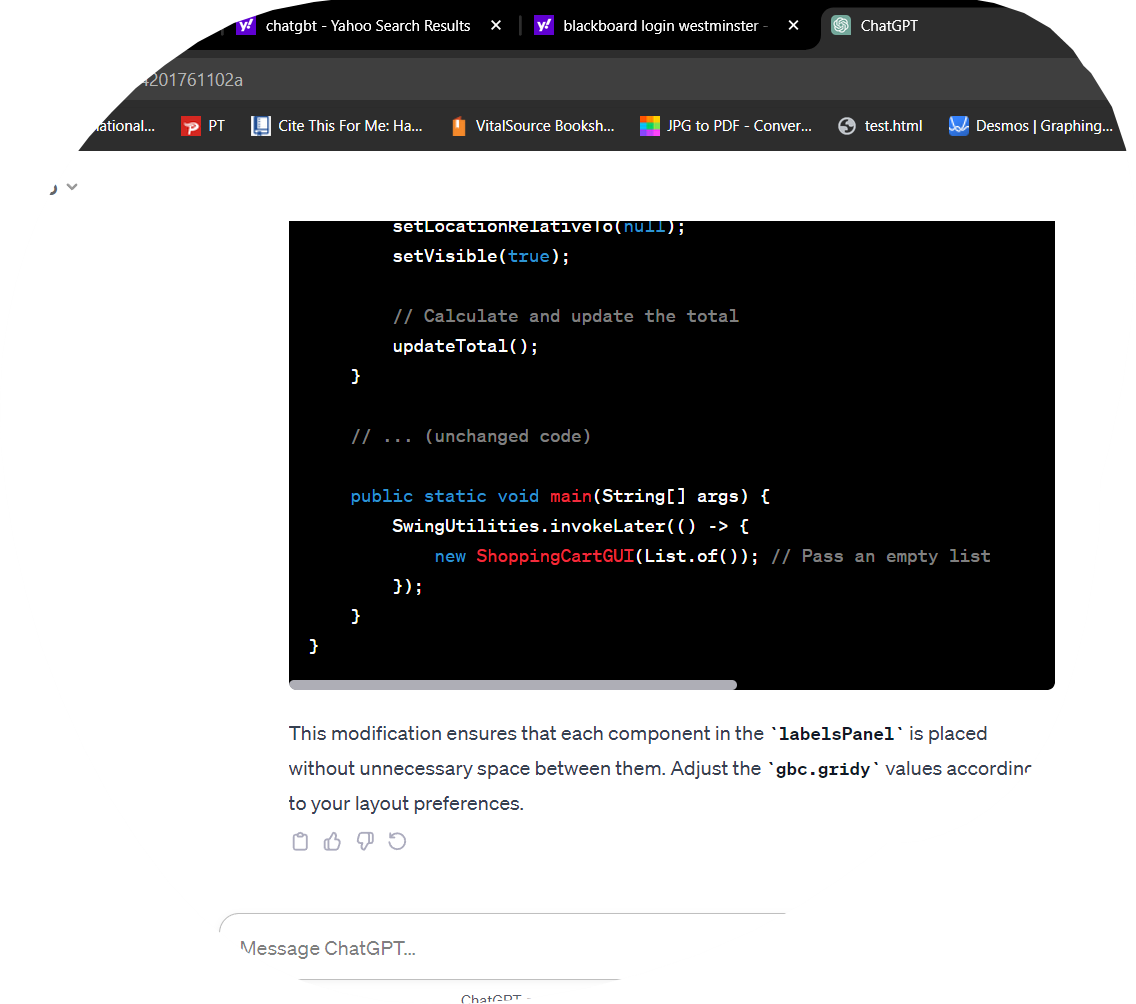 chatgbt - Yahoo Search Results
blackboard login westminster -
ChatGPT
4201761102a
ational...
PT
Cite This For Me: Ha...
VitalSource Booksh...
JPG to PDF - Conver...
test.html
Desmos | Graphing...
setLocationRelativeTo(null);
setVisible(true);
// Calculate and update the total
updateTotal();
}
// ... (unchanged code)
public static void main(String[] args) {
SwingUtilities.invokeLater(() -> {
new ShoppingCartGUI(List.of()); // Pass an empty list
});
}
}
This modification ensures that each component in the `labelsPanel` is placed
without unnecessary space between them. Adjust the `gbc.gridy` values according
to your layout preferences.
Message ChatGPT...
ChatGPT